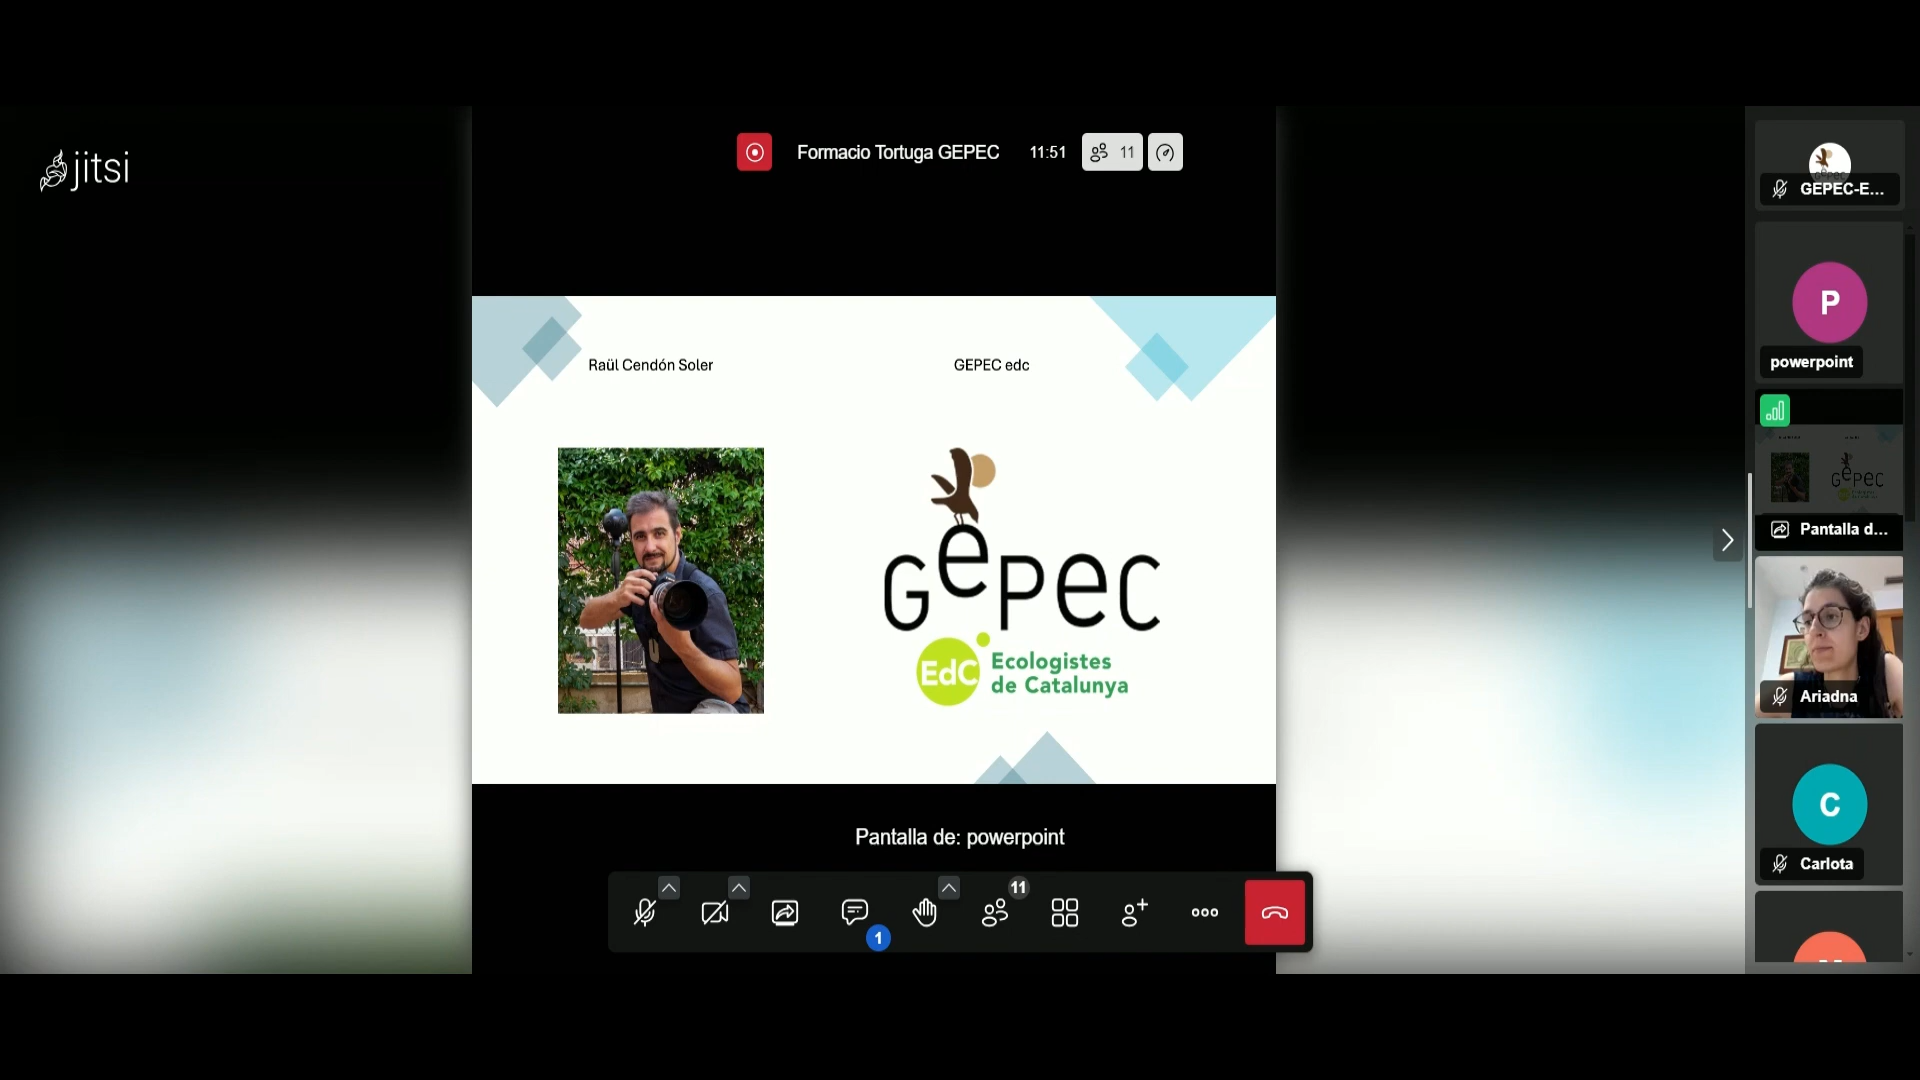 jitsi
Formacio Tortuga GEPEC
11:51
11
Raül Cendón Soler
GEPEC edc
GePEC
EdC
Ecologistes
de Catalunya
Pantalla de: powerpoint
11
1
GEPEC-E...
P
powerpoint
Pantalla d...
Ariadna
C
Carlota